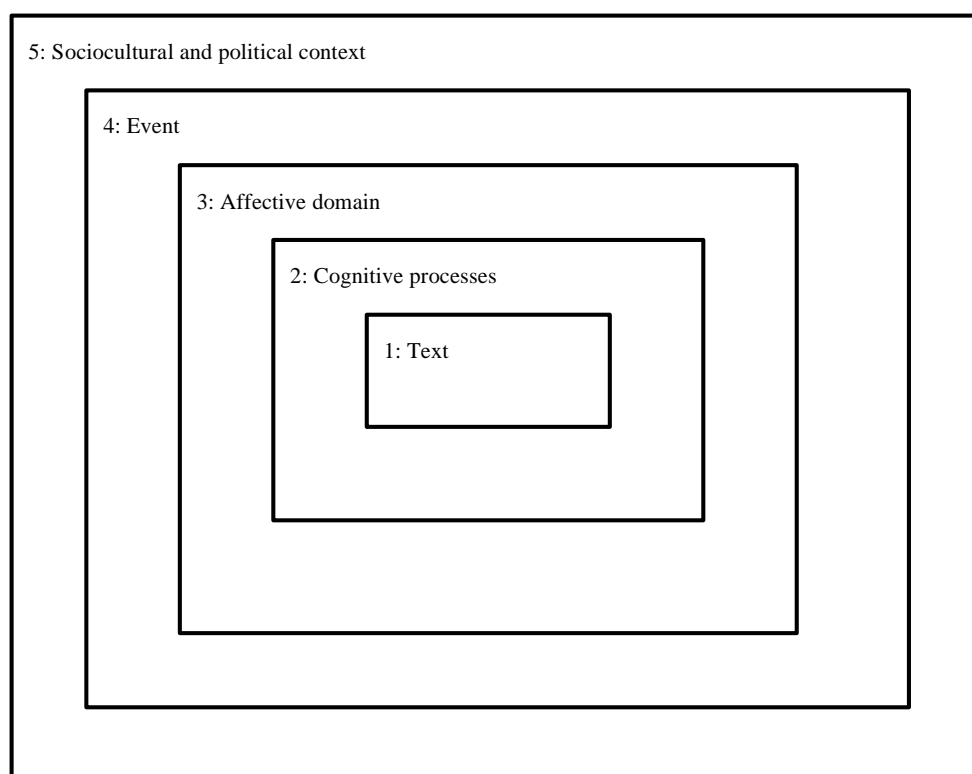 5: Sociocultural and political context
4: Event
3: Affective domain
2: Cognitive processes
1: Text